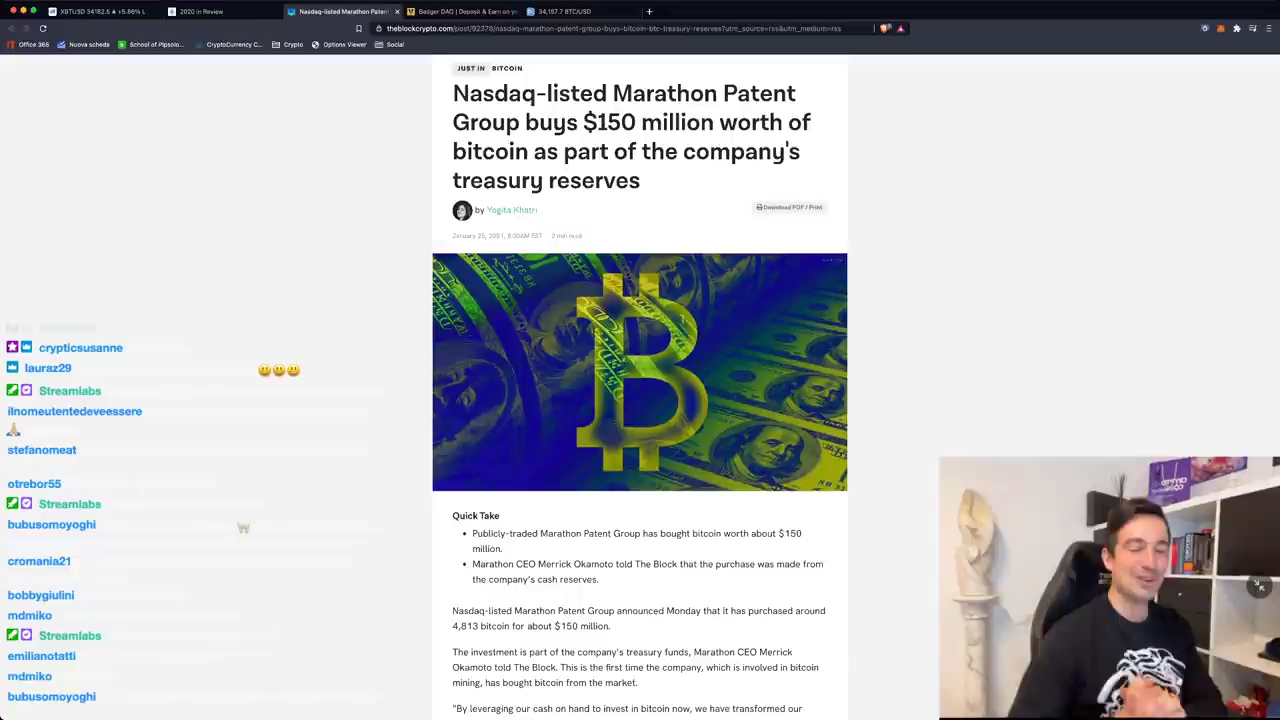 XBTUSD 34182.5 ▲ +5.86% L
2020 in Review
Nasdaq-listed Marathon Paten
Badger DAO | Deposit & Earn on y
34,157.7 BTC/USD
theblockcrypto.com/post/92378/nasdaq-marathon-patent-group-buys-bitcoin-btc-treasury-reserves?utm_source=rss&utm_medium=rss
Office 365
Nuova scheda
CryptoCurrency C...
Crypto
Options Viewer
Social
JUST IN BITCOIN
Nasdaq-listed Marathon Patent
Group buys $150 million worth of
bitcoin as part of the company's
treasury reserves
by Yogita Khatri
Download PDF / Print
January 25, 2021, 8:00AM EST 2 min read
crypticsusanne
lauraz29
Streamlabs
ilnomeutentedeveessere
stefanomeat
otrebor55
Streamlabs
bubusomoyoghi
cromania21
bobbygiulini
mdmiko
Streamlabs
emilianotatti
mdmiko
bubusomoyoghi
Quick Take
Publicly-traded Marathon Patent Group has bought bitcoin worth about $150
million.
Marathon CEO Merrick Okamoto told The Block that the purchase was made from
the company's cash reserves.
Nasdaq-listed Marathon Patent Group announced Monday that it has purchased around
4,813 bitcoin for about $150 million.
The investment is part of the company's treasury funds, Marathon CEO Merrick
Okamoto told The Block. This is the first time the company, which is involved in bitcoin
mining, has bought bitcoin from the market.
"By leveraging our cash on hand to invest in bitcoin now, we have transformed our